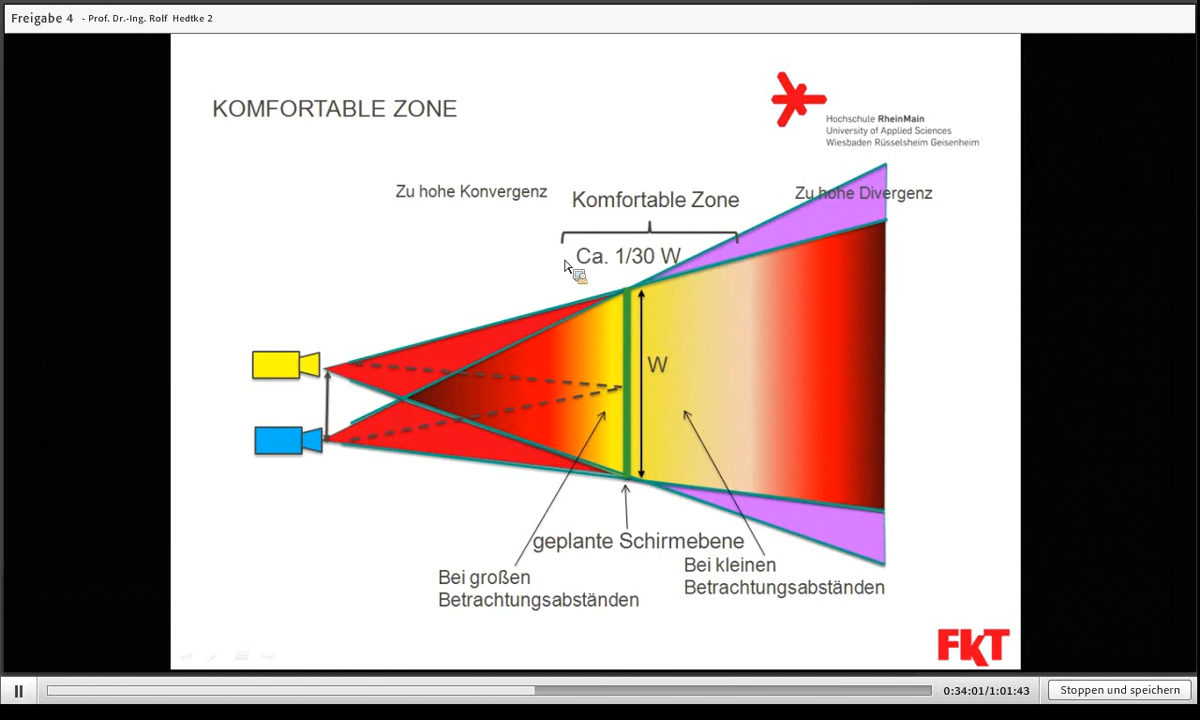 Freigabe 4 - Prof. Dr.-Ing. Rolf Hedtke 2
KOMFORTABLE ZONE
Hochschule RheinMain
University of Applied Sciences
Wiesbaden Rüsselsheim Geisenheim
Zu hohe Konvergenz
Komfortable Zone
Zu hohe Divergenz
Ca. 1/30 W
W
geplante Schirmebene
Bei großen
Betrachtungsabständen
Bei kleinen
Betrachtungsabständen
FKT
0:34:01/1:01:43
Stoppen und speichern